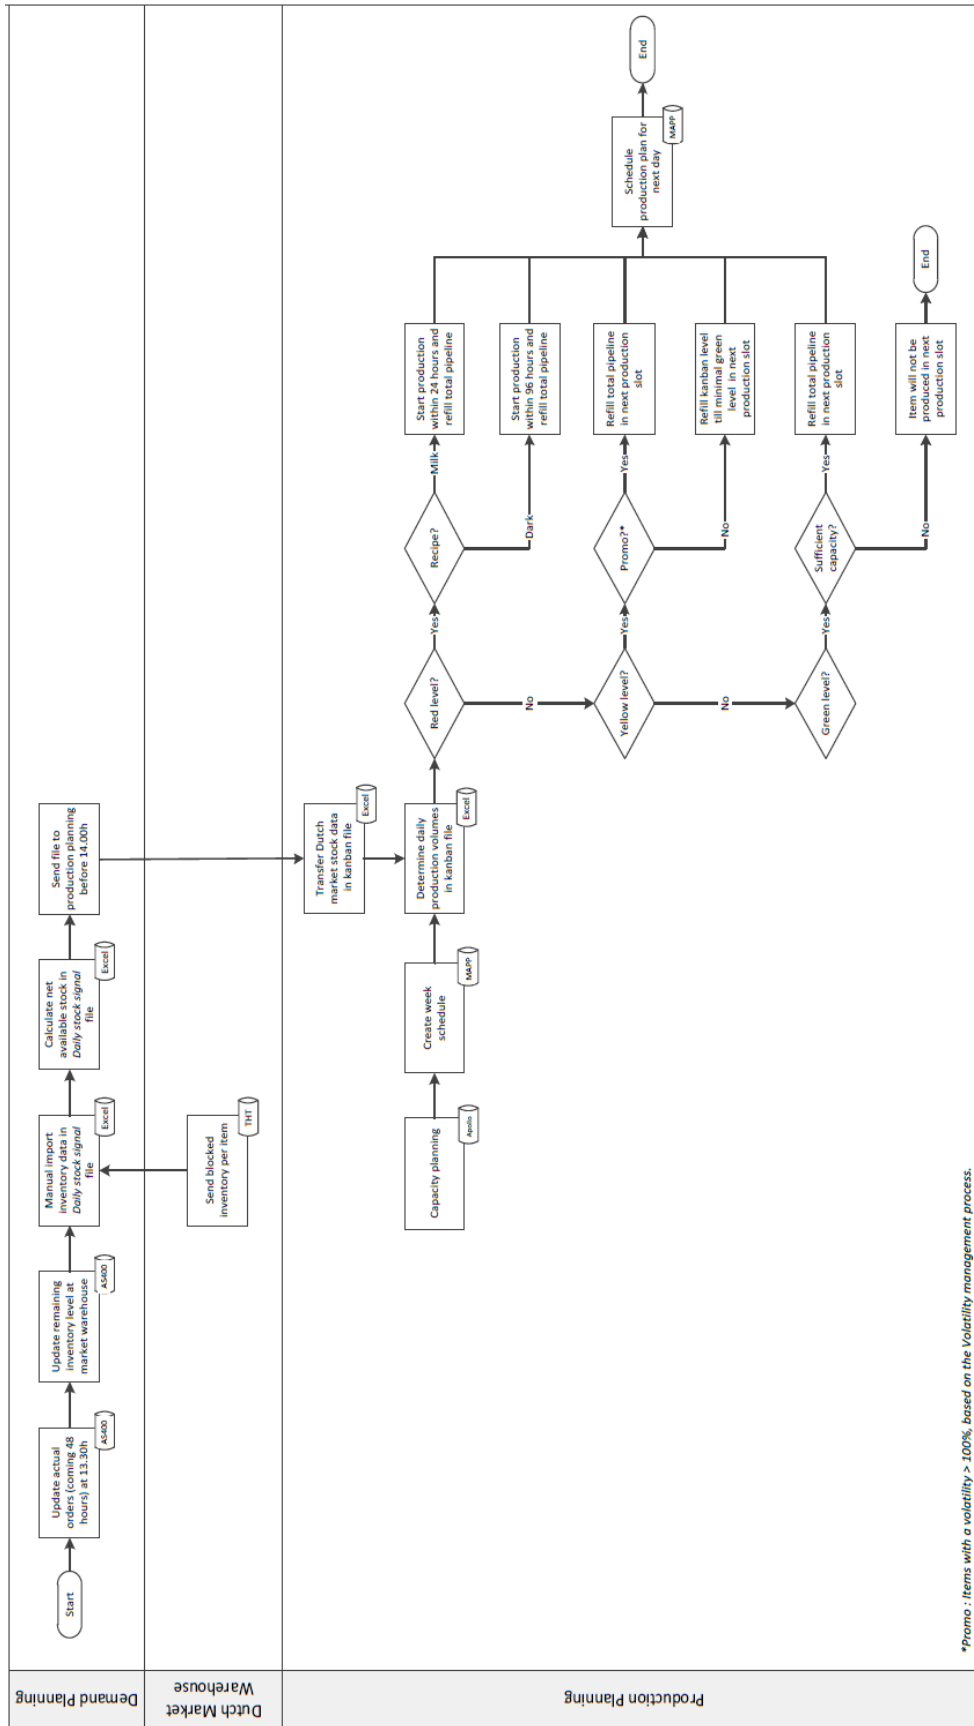 Demand Planning
Start
Update actual
orders (coming 48
hours) at 13.30h
AS400
Update remaining
inventory level at
market warehouse
AS400
Manual import
inventory data in
Daily stock signal
file
Excel
Calculate net
available stock in
Daily stock signal
file
Excel
Send file to
production planning
before 14.00h
Dutch Market
Warehouse
Send blocked
inventory per item
THT
Production Planning
Transfer Dutch
market stock data
in kanban file
Excel
Capacity planning
Apollo
Create week
schedule
MAPP
Determine daily
production volumes
in kanban file
Excel
Red level?
Yes
No
Recipe?
Milk
Dark
Start production
within 24 hours and
refill total pipeline
Start production
within 96 hours and
refill total pipeline
Yellow level?
Yes
No
Promo?*
Yes
No
Refill total pipeline
in next production
slot
Refill kanban level
till minimal green
level in next
production slot
Green level?
Yes
Sufficient
capacity?
Yes
No
Refill total pipeline
in next production
slot
Item will not be
produced in next
production slot
End
Schedule
production plan for
next day
MAPP
End
*Promo : Items with a volatility > 100%, based on the Volatility management process.